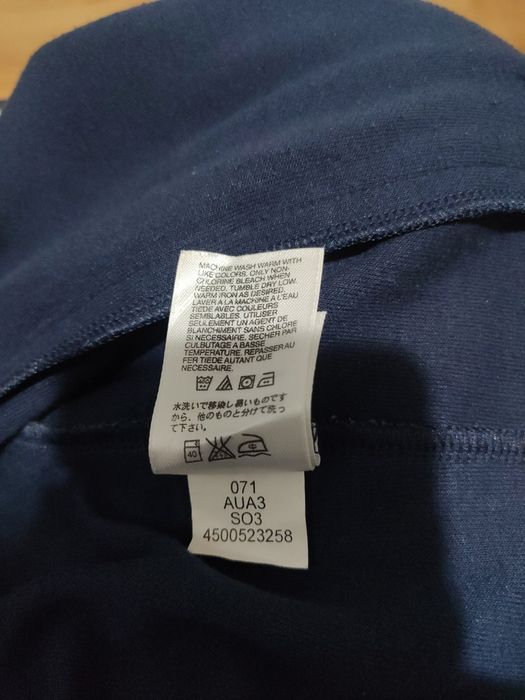 MACHINE WASH WARM WITH
LIKE COLORS. ONLY NON-
CHLORINE BLEACH WHEN
NEEDED. TUMBLE DRY LOW.
WARM IRON AS DESIRED.
LAVER A LA MACHINE A L'EAU
TIEDE AVEC COULEURS
SEMBLABLES. UTILISER
SEULEMENT UN AGENT DE
BLANCHIMENT SANS CHLORE
SI NECESSAIRE. SECHER PAR
CULBUTAGE A BASSE
TEMPERATURE. REPASSER AU
FER TIEDE AUTANT QUE
NECESSAIRE.
水洗いで移染し易いものです
から、他のものと分けて洗っ
て下さい。
40 中
071
AUA3
SO3
4500523258